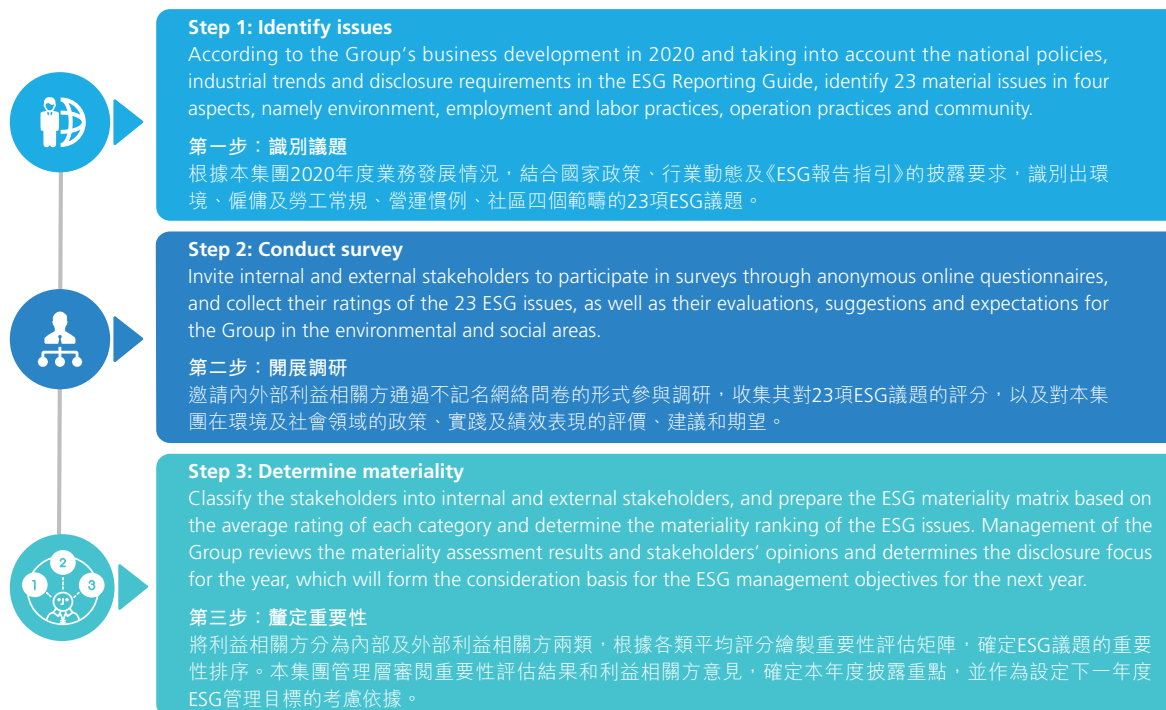 Step 1: Identify issues
According to the Group's business development in 2020 and taking into account the national policies,
industrial trends and disclosure requirements in the ESG Reporting Guide, identify 23 material issues in four
aspects, namely environment, employment and labor practices, operation practices and community.
第一步：識別議題
根據本集團2020年度業務發展情況，結合國家政策、行業動態及《ESG報告指引》的披露要求，識別出環
境、僱傭及勞工常規、營運慣例、社區四個範疇的23項ESG議題。
Step 2: Conduct survey
Invite internal and external stakeholders to participate in surveys through anonymous online questionnaires,
and collect their ratings of the 23 ESG issues, as well as their evaluations, suggestions and expectations for
the Group in the environmental and social areas.
第二步：開展調研
邀請內外部利益相關方通過不記名網絡問卷的形式參與調研，收集其對23項ESG議題的評分，以及對本集
團在環境及社會領域的政策、實踐及績效表現的評價、建議和期望。
1
2
3
Step 3: Determine materiality
Classify the stakeholders into internal and external stakeholders, and prepare the ESG materiality matrix based on
the average rating of each category and determine the materiality ranking of the ESG issues. Management of the
Group reviews the materiality assessment results and stakeholders' opinions and determines the disclosure focus
for the year, which will form the consideration basis for the ESG management objectives for the next year.
第三步：釐定重要性
將利益相關方分為內部及外部利益相關方兩類，根據各類平均評分繪製重要性評估矩陣，確定ESG議題的重要
性排序。本集團管理層審閱重要性評估結果和利益相關方意見，確定本年度披露重點，並作為設定下一年度
ESG管理目標的考慮依據。